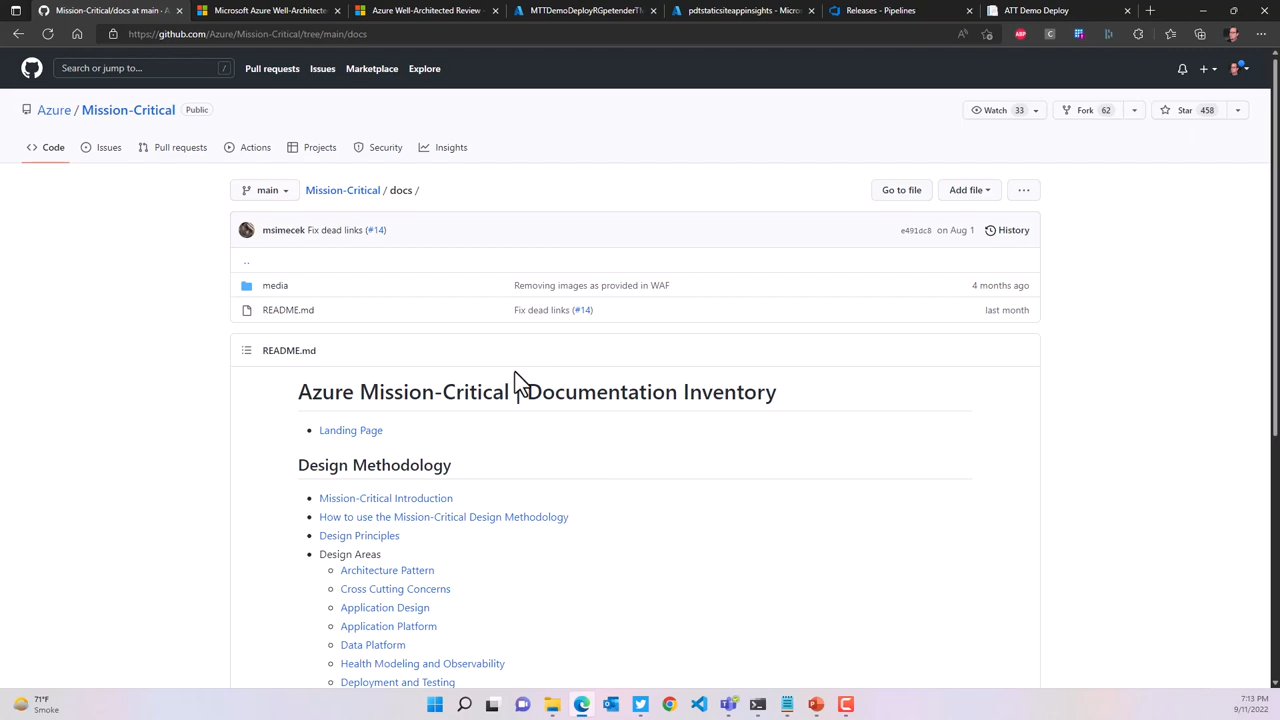 Mission-Critical/docs at main · A
Microsoft Azure Well-Architecte
Azure Well-Architected Review -
MTTDemoDeployRGpeterde
pdtstaticsiteappinsights - Micros
Releases - Pipelines
ATT Demo Deploy
https://github.com/Azure/Mission-Critical/tree/main/docs
Search or jump to... /
Pull requests Issues Marketplace Explore
Azure / Mission-Critical Public
Watch 33 Fork 62 Star 458
Code Issues Pull requests Actions Projects Security Insights
main Mission-Critical / docs / Go to file Add file ...
msimecek Fix dead links (#14) e491dc8 on Aug 1 History
..
media Removing images as provided in WAF 4 months ago
README.md Fix dead links (#14) last month
README.md
Azure Mission-Critical | Documentation Inventory
Landing Page
Design Methodology
Mission-Critical Introduction
How to use the Mission-Critical Design Methodology
Design Principles
Design Areas
Architecture Pattern
Cross Cutting Concerns
Application Design
Application Platform
Data Platform
Health Modeling and Observability
Deployment and Testing
71°F
Smoke
7:13 PM
9/11/2022